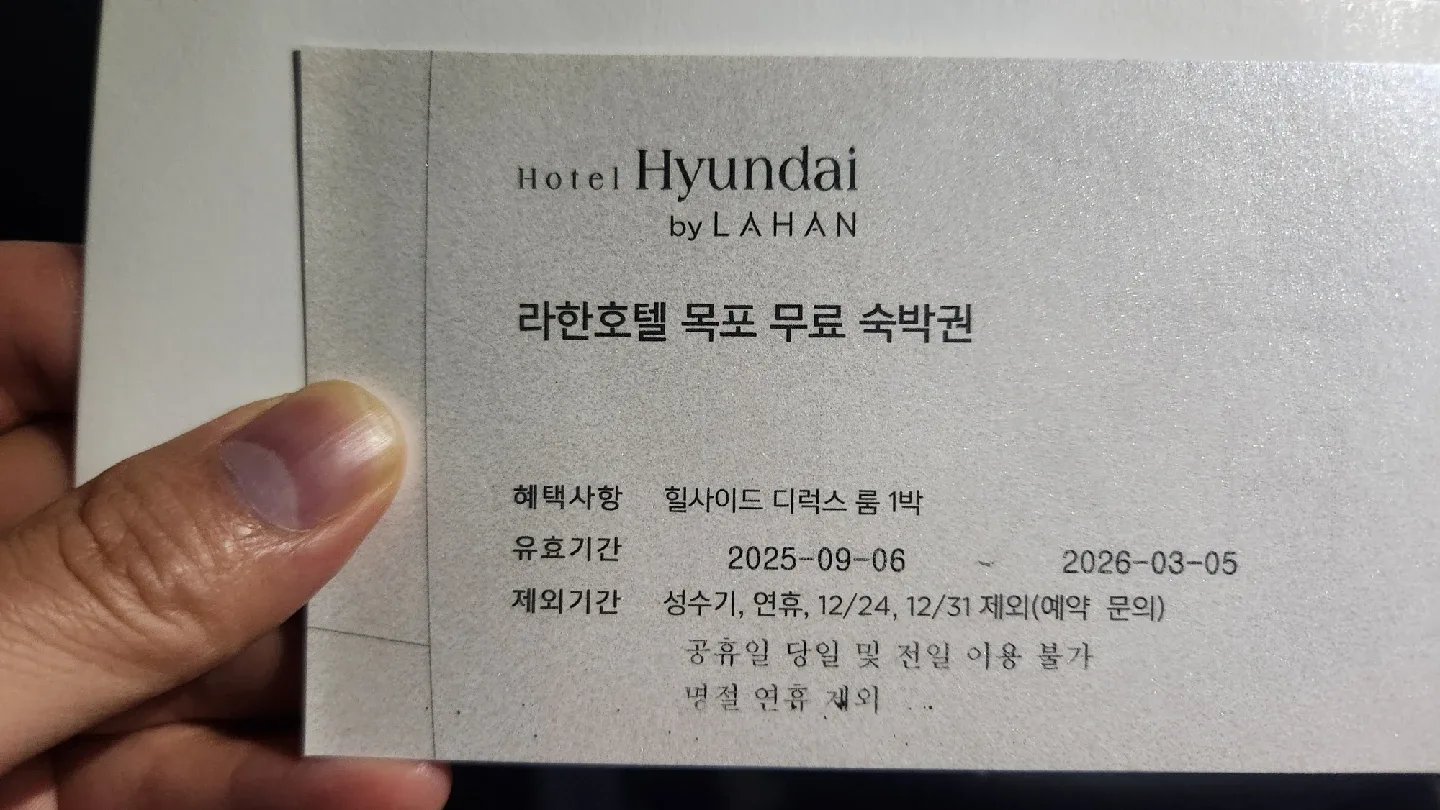 Hotel Hyundai
by LAHAN
라한호텔 목포 무료 숙박권
혜택사항 힐사이드 디럭스 룸 1박
유효기간 2025-09-06 ~ 2026-03-05
제외기간 성수기, 연휴, 12/24, 12/31 제외(예약 문의)
공휴일 당일 및 전일 이용 불가
명절 연휴 제외